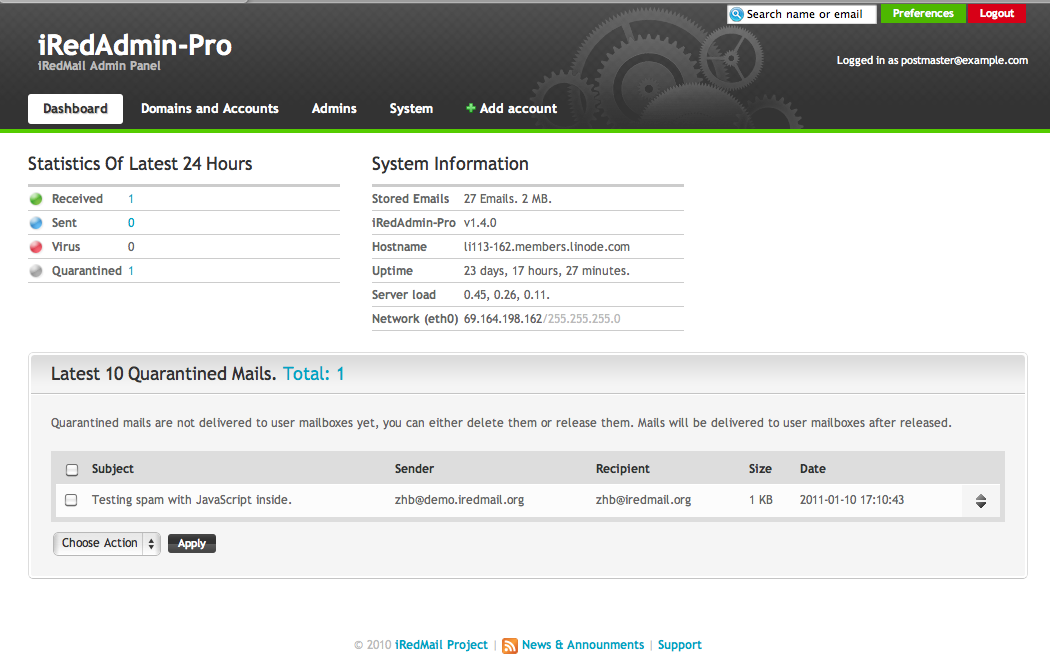 Search name or email Preferences Logout
iRedAdmin-Pro
iRedMail Admin Panel
Logged in as postmaster@example.com
Dashboard Domains and Accounts Admins System Add account
Statistics Of Latest 24 Hours
Received 1
Sent 0
Virus 0
Quarantined 1
System Information
Stored Emails 27 Emails. 2 MB.
iRedAdmin-Pro v1.4.0
Hostname li113-162.members.linode.com
Uptime 23 days, 17 hours, 27 minutes.
Server load 0.45, 0.26, 0.11.
Network (eth0) 69.164.198.162/255.255.255.0
Latest 10 Quarantined Mails. Total: 1
Quarantined mails are not delivered to user mailboxes yet, you can either delete them or release them. Mails will be delivered to user mailboxes after released.
Subject Sender Recipient Size Date
Testing spam with JavaScript inside. zhb@demo.iredmail.org zhb@iredmail.org 1 KB 2011-01-10 17:10:43
Choose Action Apply
© 2010 iRedMail Project | News & Announments | Support